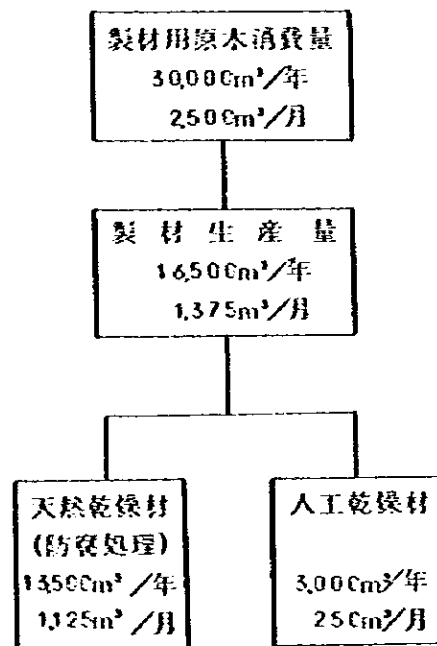 製材用原木消費量
30,000m³/年
2,500m³/月
製材生産量
16,500m³/年
1,375m³/月
天然乾燥材
(防腐処理)
13,500m³/年
1,125m³/月
人工乾燥材
3,000m³/年
250m³/月